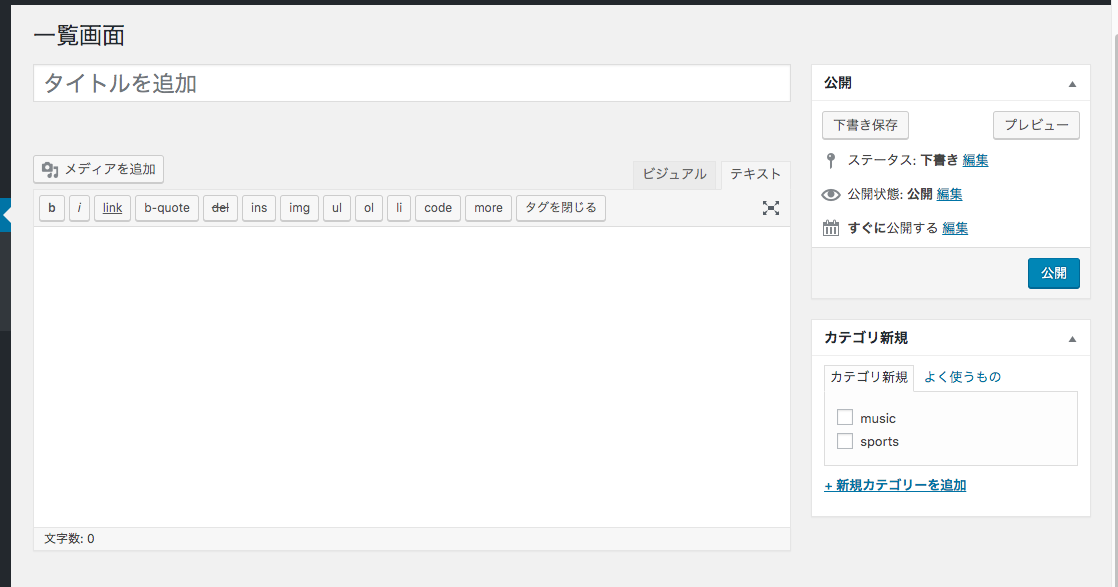 一覧画面
タイトルを追加
メディアを追加
ビジュアル テキスト
b i link b-quote del ins img ul ol li code more タグを閉じる
文字数: 0
公開
下書き保存 プレビュー
ステータス: 下書き 編集
公開状態: 公開 編集
すぐに公開する 編集
公開
カテゴリ新規
カテゴリ新規 よく使うもの
music
sports
+ 新規カテゴリーを追加